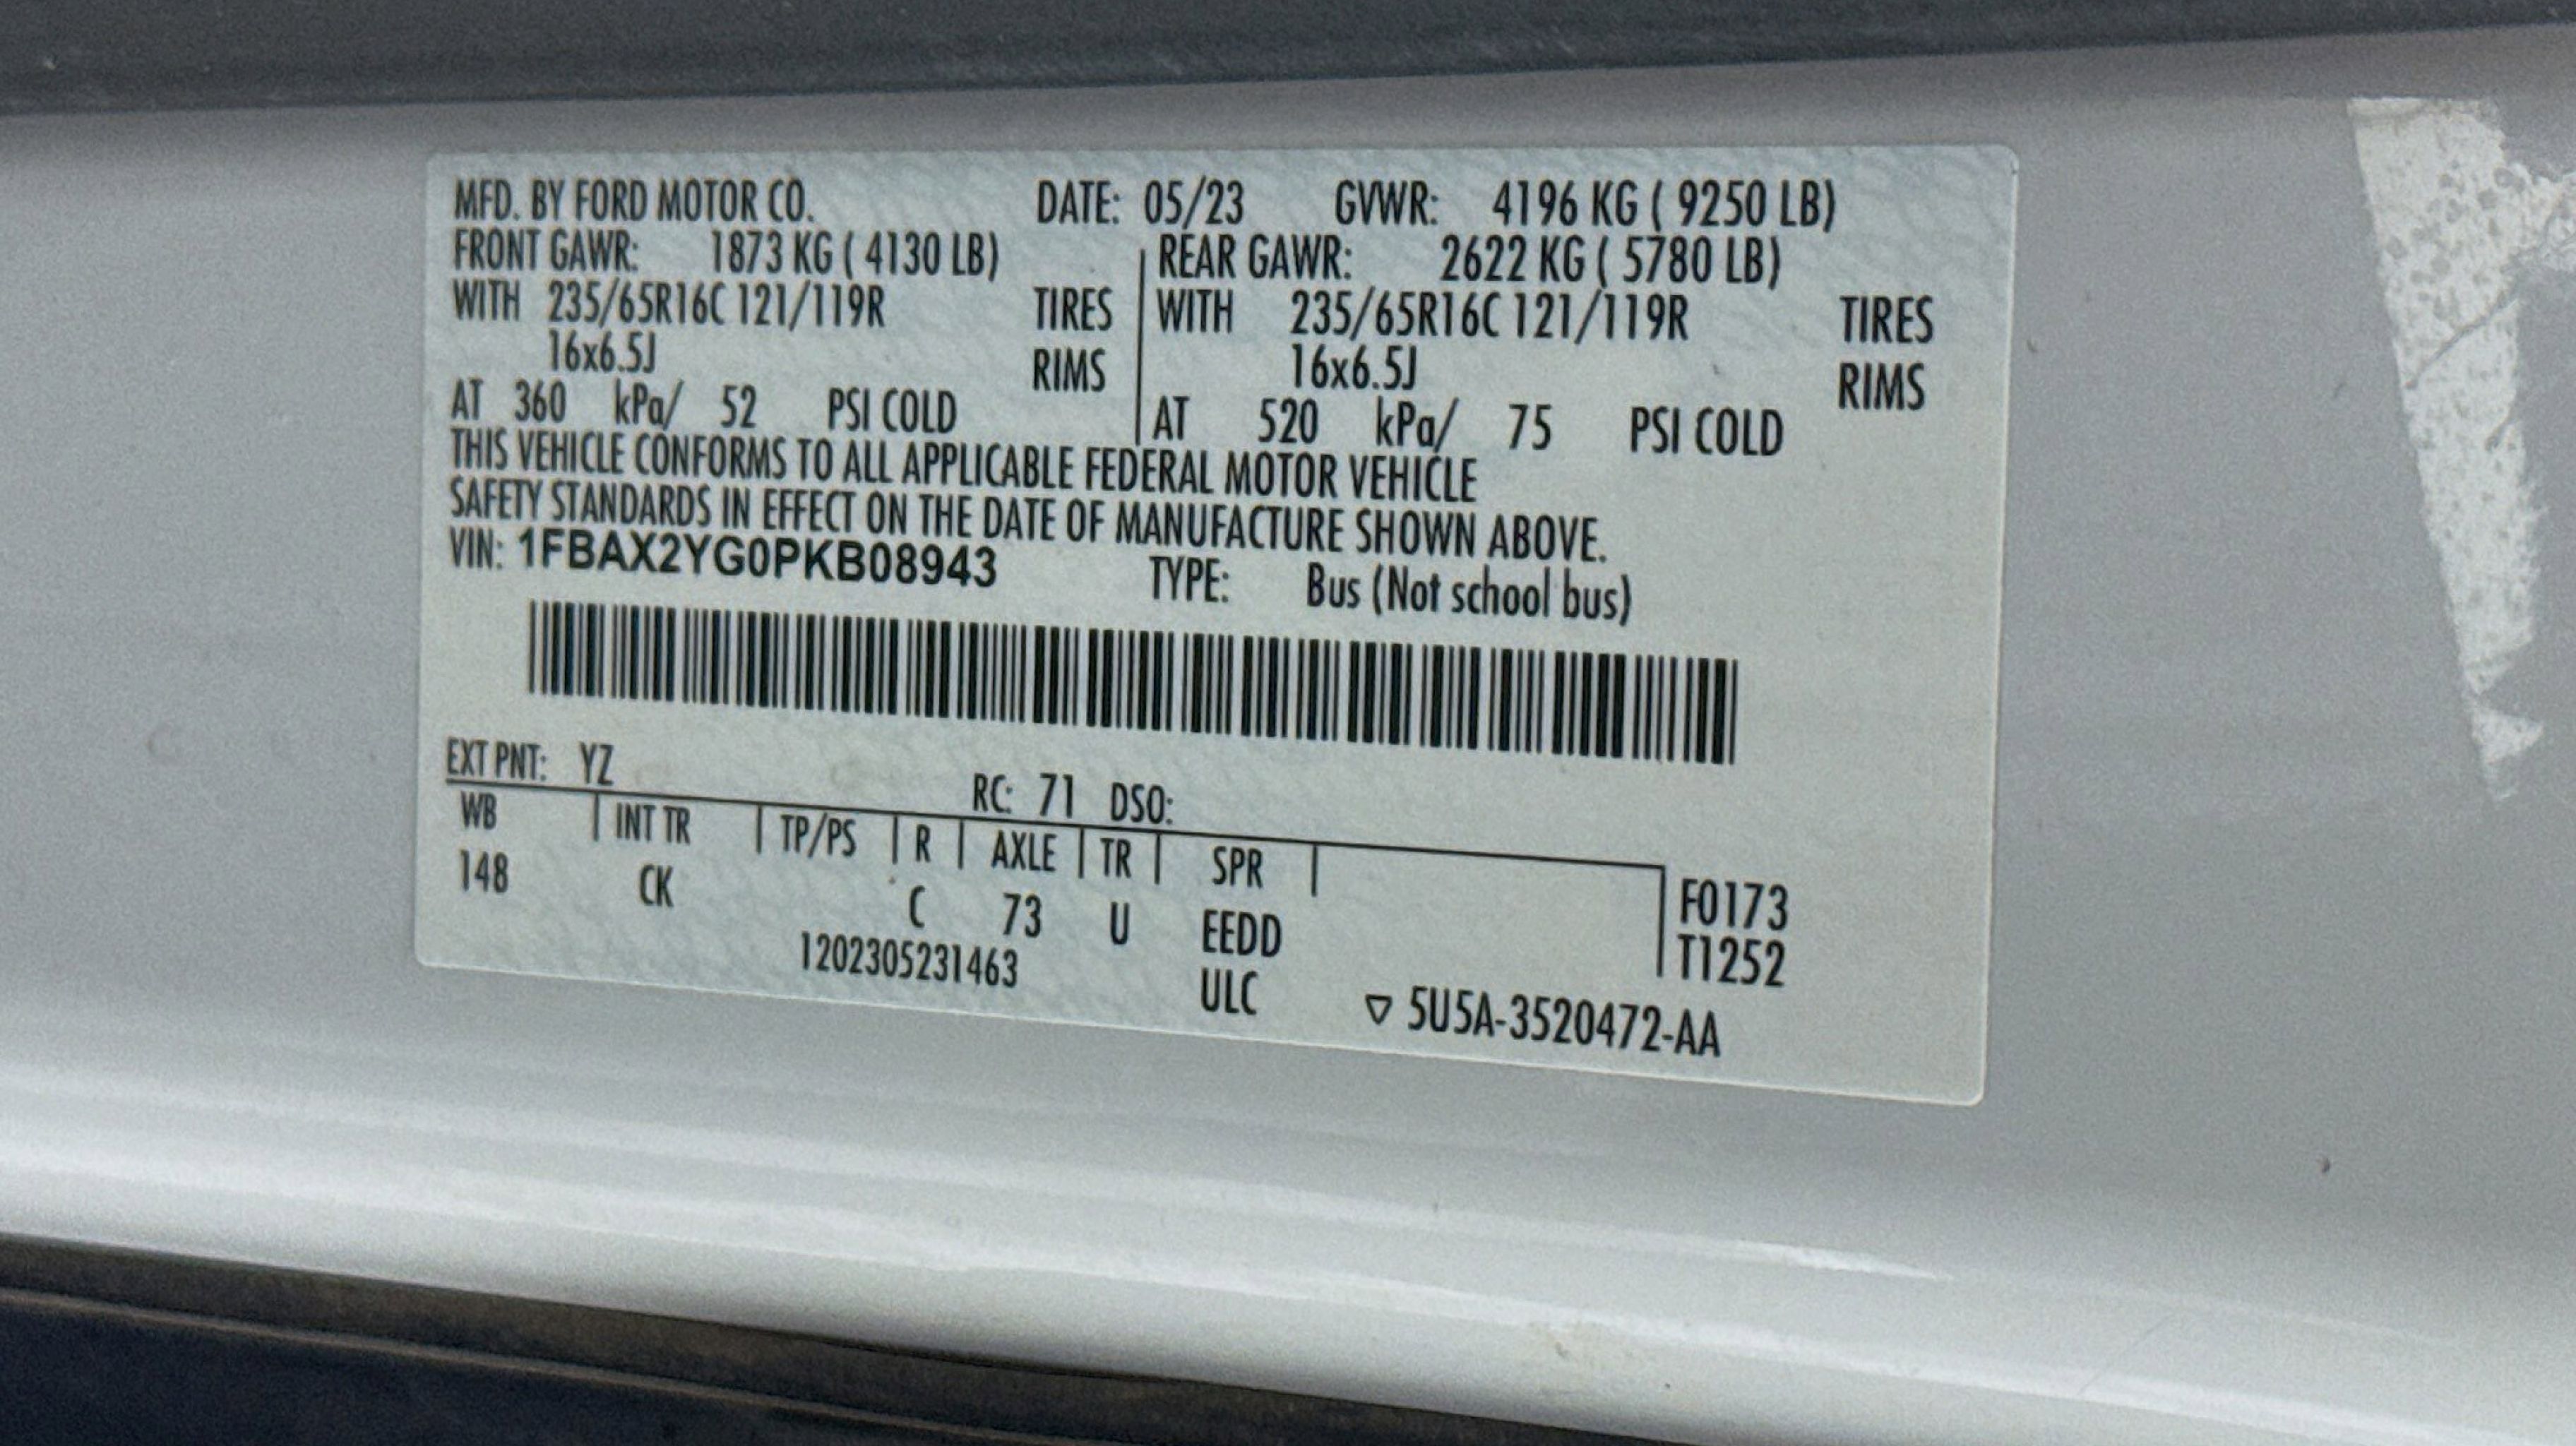 MFD. BY FORD MOTOR CO. DATE: 05/23 GVWR: 4196 KG ( 9250 LB)
FRONT GAWR: 1873 KG ( 4130 LB) REAR GAWR: 2622 KG ( 5780 LB)
WITH 235/65R16C 121/119R TIRES WITH 235/65R16C 121/119R TIRES
16x6.5J RIMS 16x6.5J RIMS
AT 360 kPa/ 52 PSI COLD AT 520 kPa/ 75 PSI COLD
THIS VEHICLE CONFORMS TO ALL APPLICABLE FEDERAL MOTOR VEHICLE
SAFETY STANDARDS IN EFFECT ON THE DATE OF MANUFACTURE SHOWN ABOVE.
VIN: 1FBAX2YG0PKB08943 TYPE: Bus (Not school bus)
EXT PNT: YZ RC: 71 DSO:
WB INT TR TP/PS R AXLE TR SPR
148 CK C 73 U EEDD F0173
1202305231463 ULC T1252
▽ 5U5A-3520472-AA